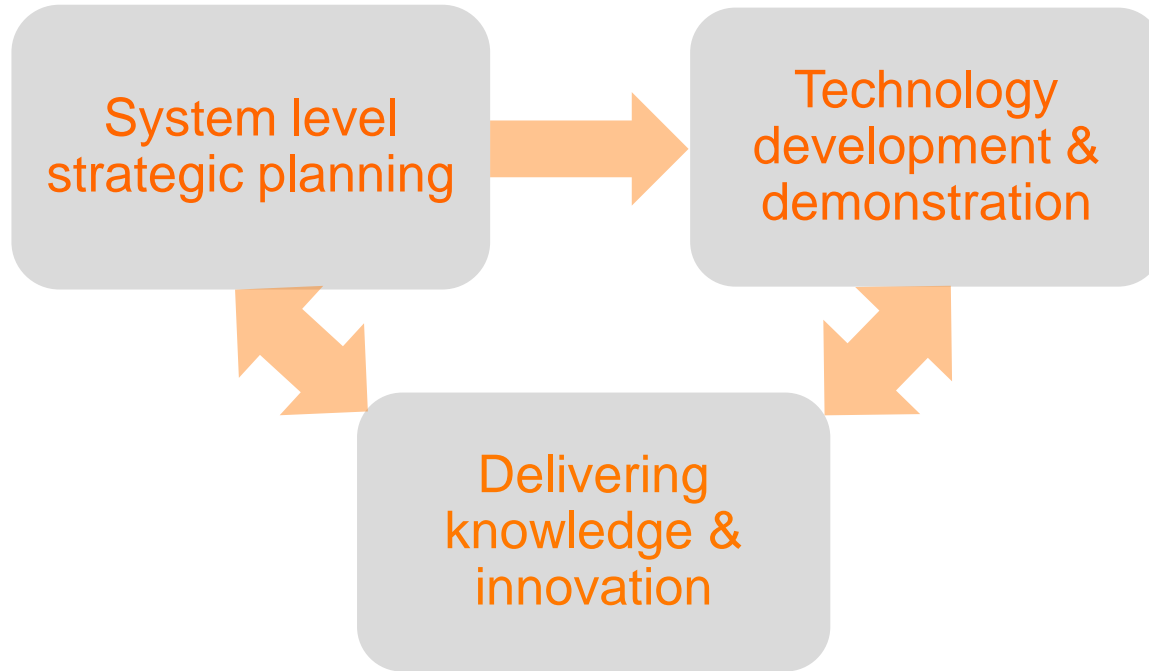 System level
strategic planning
Technology
development &
demonstration
Delivering
knowledge &
innovation